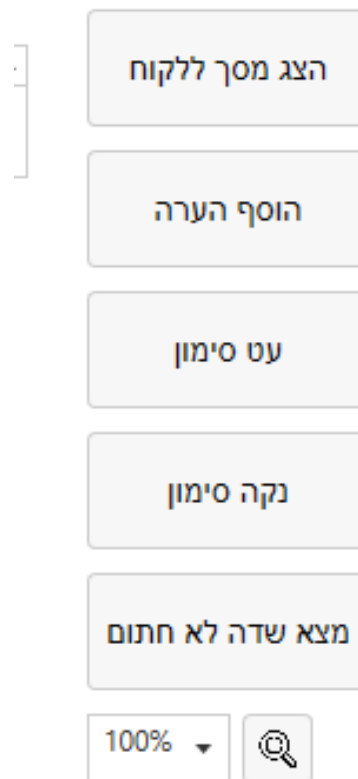 הצג מסך ללקוח
הוסף הערה
עט סימון
נקה סימון
מצא שדה לא חתום
100%